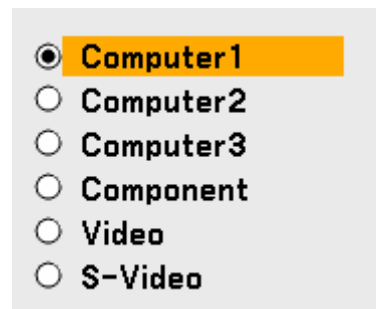 Computer1
Computer2
Computer3
Component
Video
S-Video